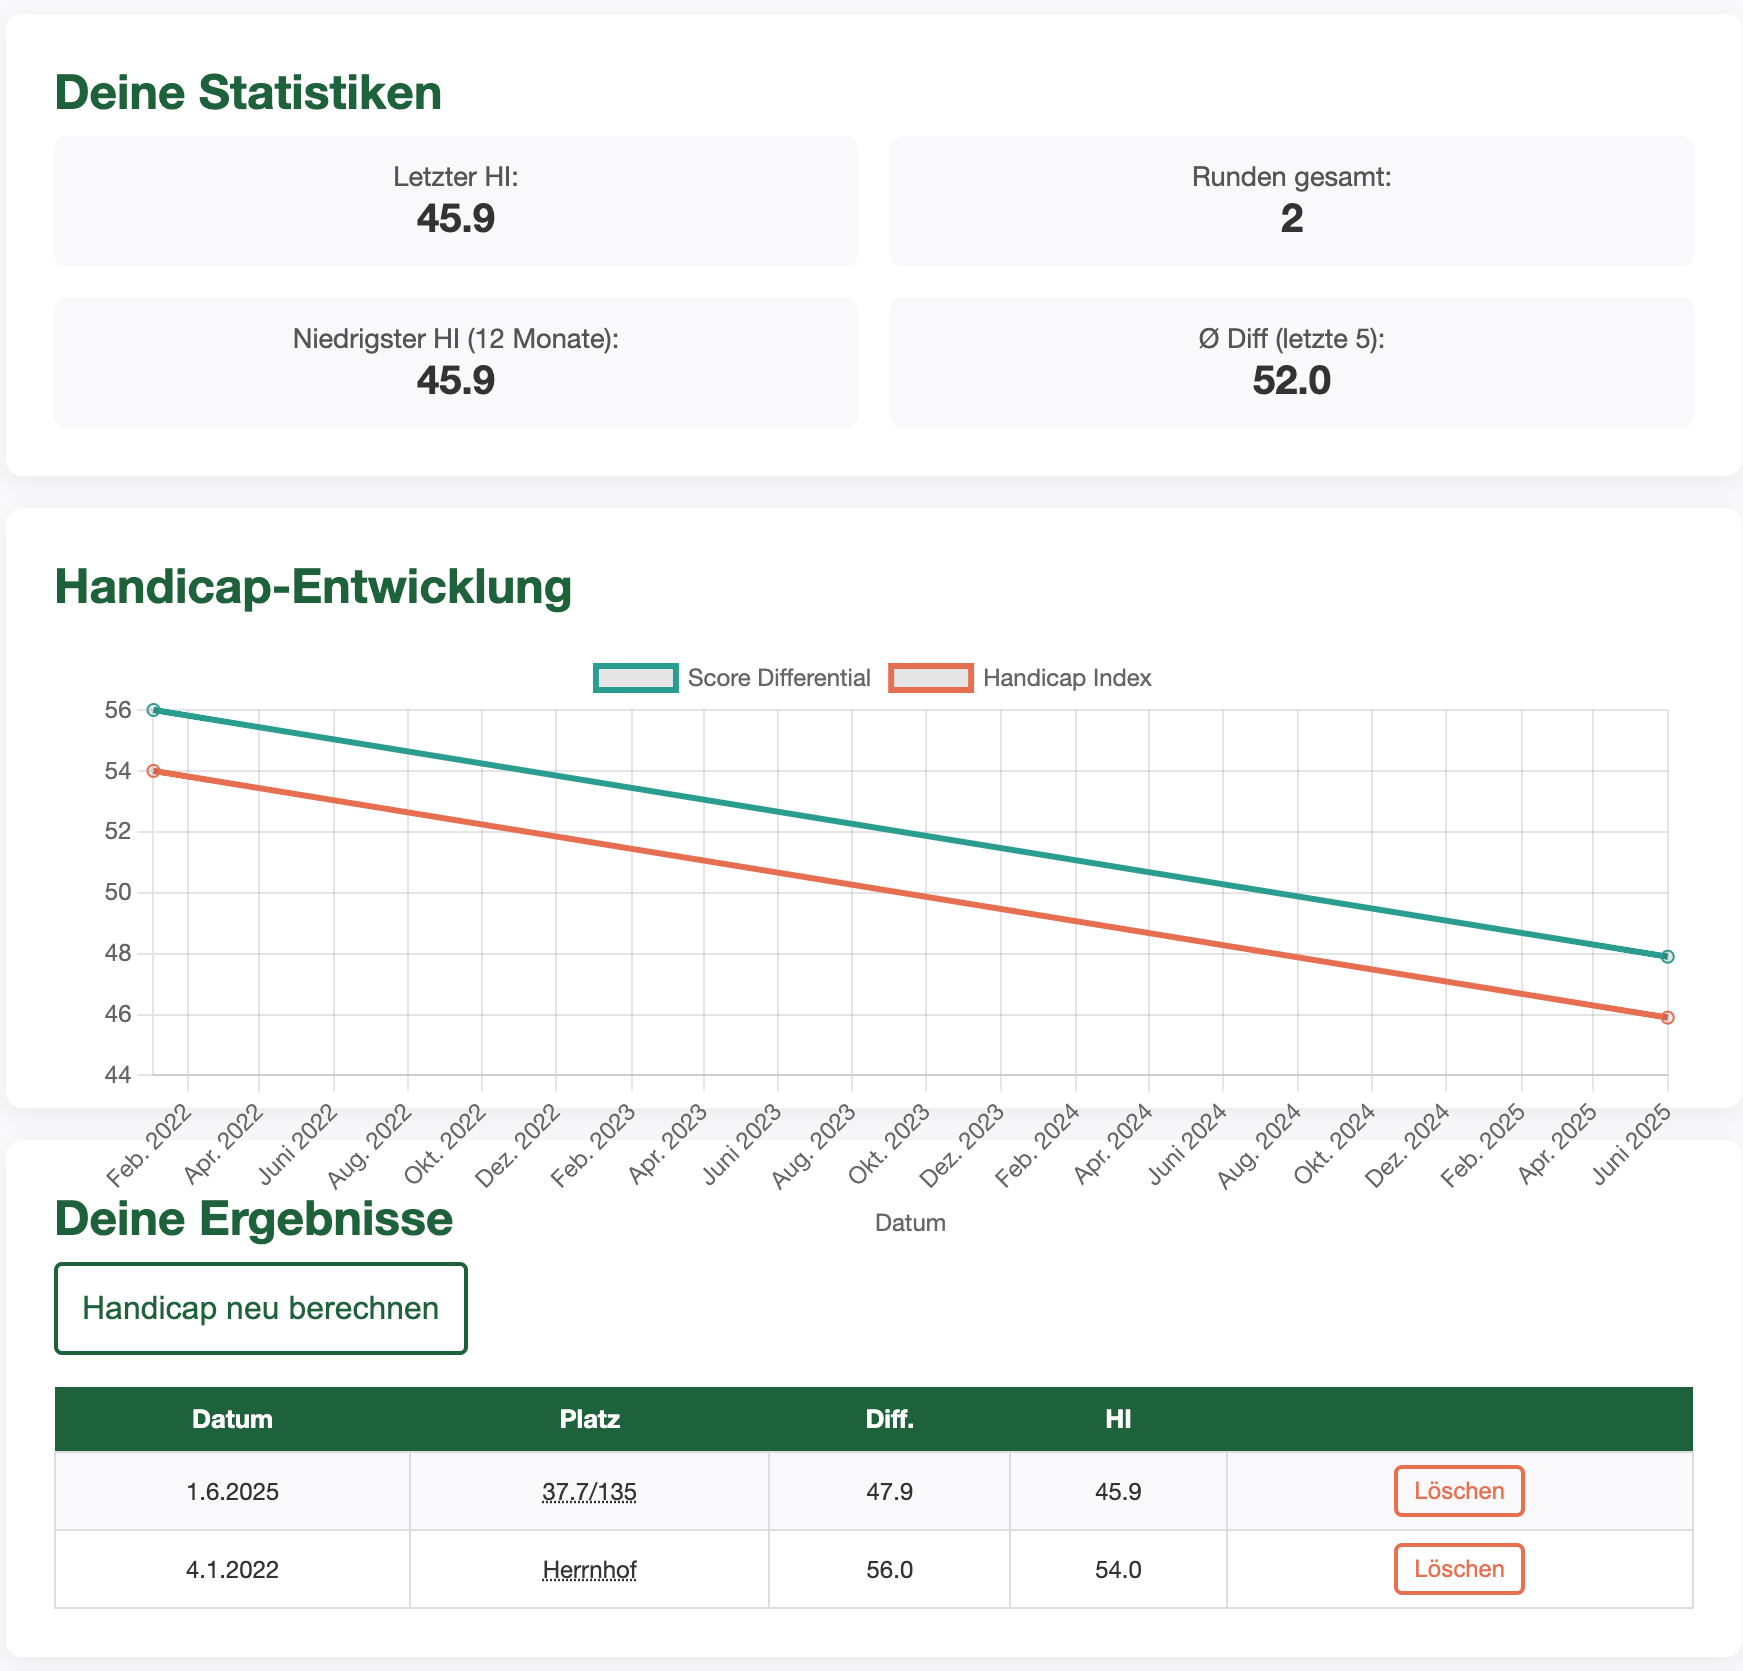 Deine Statistiken
Letzter HI:
45.9
Runden gesamt:
2
Niedrigster HI (12 Monate):
45.9
Ø Diff (letzte 5):
52.0
Handicap-Entwicklung
Score Differential
Handicap Index
56
54
52
50
48
46
44
Feb. 2022
Apr. 2022
Juni 2022
Aug. 2022
Okt. 2022
Dez. 2022
Feb. 2023
Apr. 2023
Juni 2023
Aug. 2023
Okt. 2023
Dez. 2023
Feb. 2024
Apr. 2024
Juni 2024
Aug. 2024
Okt. 2024
Dez. 2024
Feb. 2025
Apr. 2025
Juni 2025
Datum
Deine Ergebnisse
Handicap neu berechnen
Datum Platz Diff. HI
1.6.2025 37.7/135 47.9 45.9 Löschen
4.1.2022 Herrnhof 56.0 54.0 Löschen